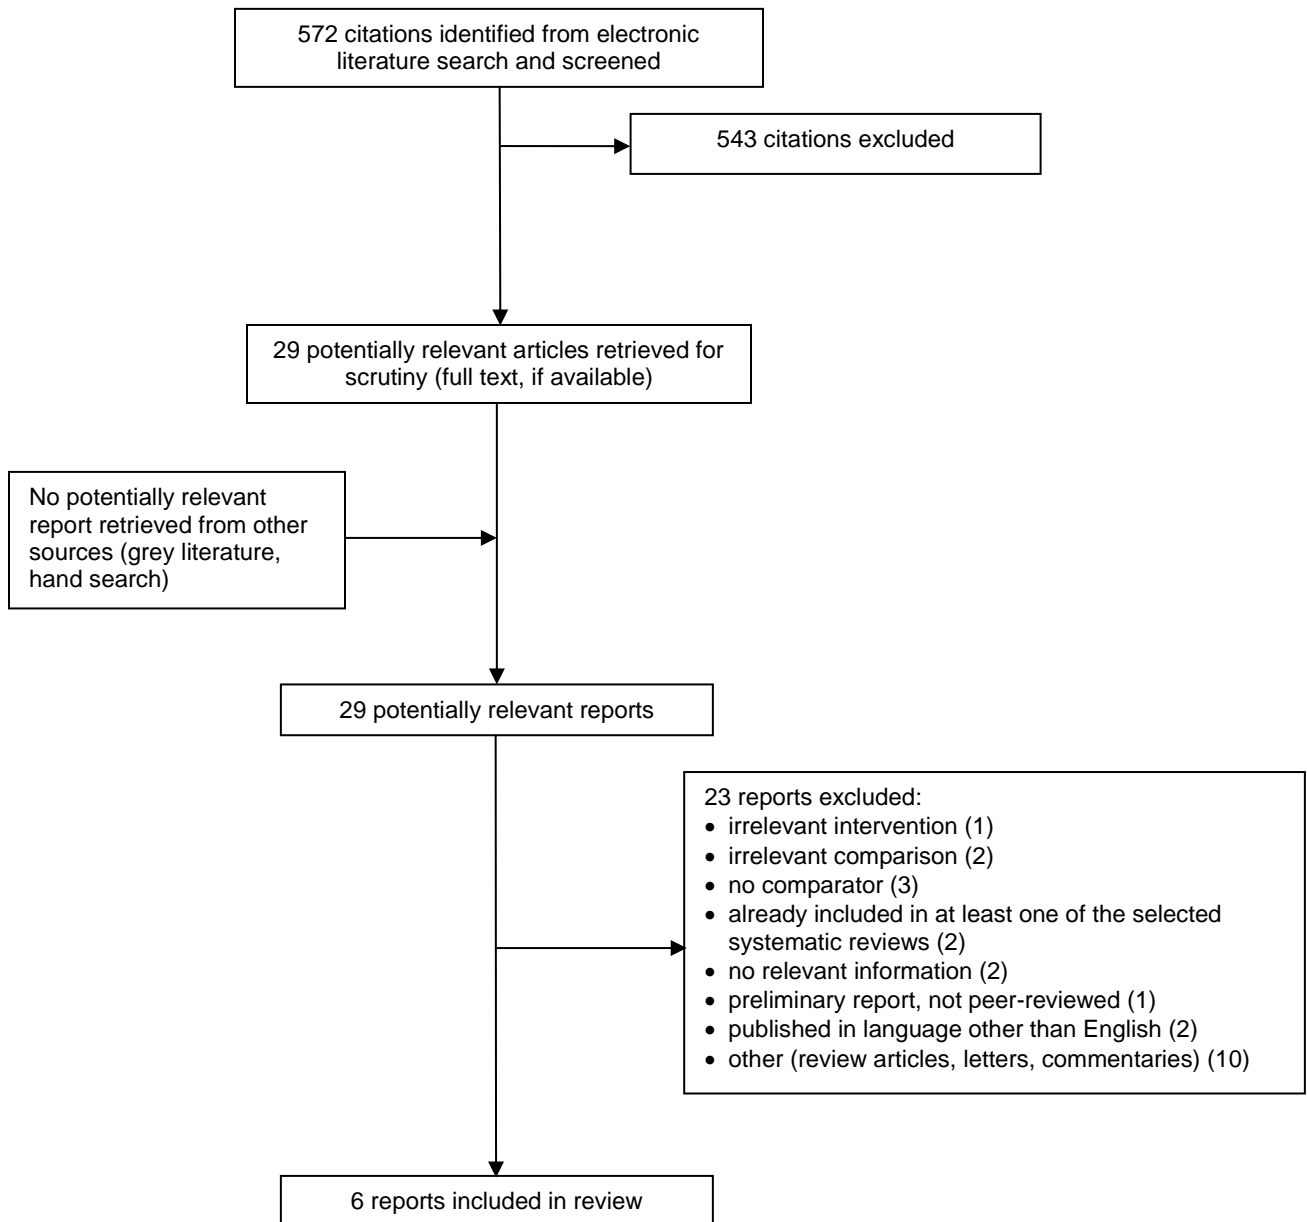 572 citations identified from electronic
literature search and screened
543 citations excluded
29 potentially relevant articles retrieved for
scrutiny (full text, if available)
No potentially relevant
report retrieved from other
sources (grey literature,
hand search)
29 potentially relevant reports
23 reports excluded:
• irrelevant intervention (1)
• irrelevant comparison (2)
• no comparator (3)
• already included in at least one of the selected
systematic reviews (2)
• no relevant information (2)
• preliminary report, not peer-reviewed (1)
• published in language other than English (2)
• other (review articles, letters, commentaries) (10)
6 reports included in review